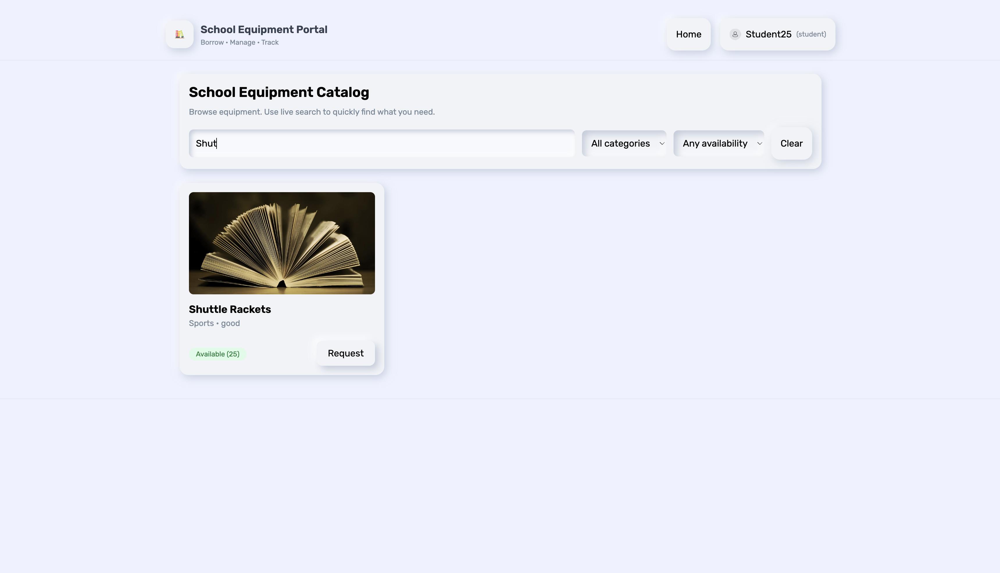 School Equipment Portal
Borrow • Manage • Track
Home
Student25 (student)
School Equipment Catalog
Browse equipment. Use live search to quickly find what you need.
Shut
All categories
Any availability
Clear
Shuttle Rackets
Sports • good
Available (25)
Request